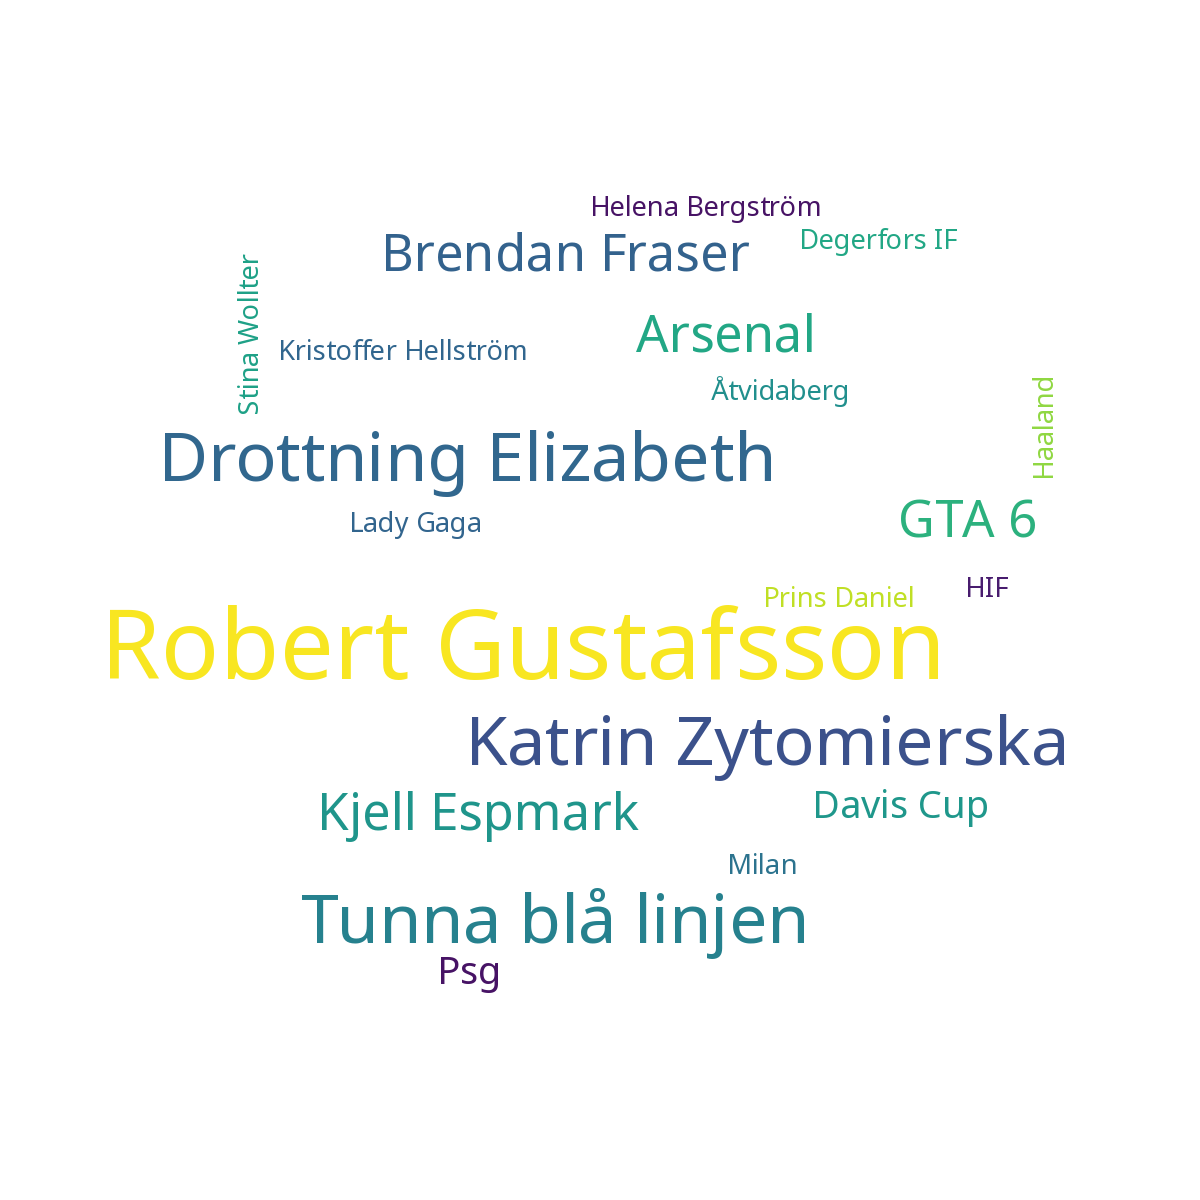 Helena Bergström
Brendan Fraser
Degerfors IF
Stina Wollter
Kristoffer Hellström
Arsenal
Åtvidaberg
Haaland
Drottning Elizabeth
Lady Gaga
GTA 6
Prins Daniel
HIF
Robert Gustafsson
Katrin Zytomierska
Kjell Espmark
Davis Cup
Milan
Tunna blå linjen
Psg